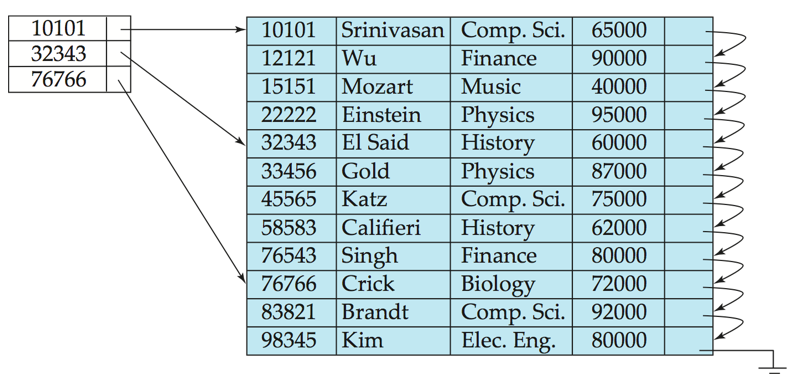 10101
32343
76766
10101 Srinivasan Comp. Sci. 65000
12121 Wu Finance 90000
15151 Mozart Music 40000
22222 Einstein Physics 95000
32343 El Said History 60000
33456 Gold Physics 87000
45565 Katz Comp. Sci. 75000
58583 Califieri History 62000
76543 Singh Finance 80000
76766 Crick Biology 72000
83821 Brandt Comp. Sci. 92000
98345 Kim Elec. Eng. 80000